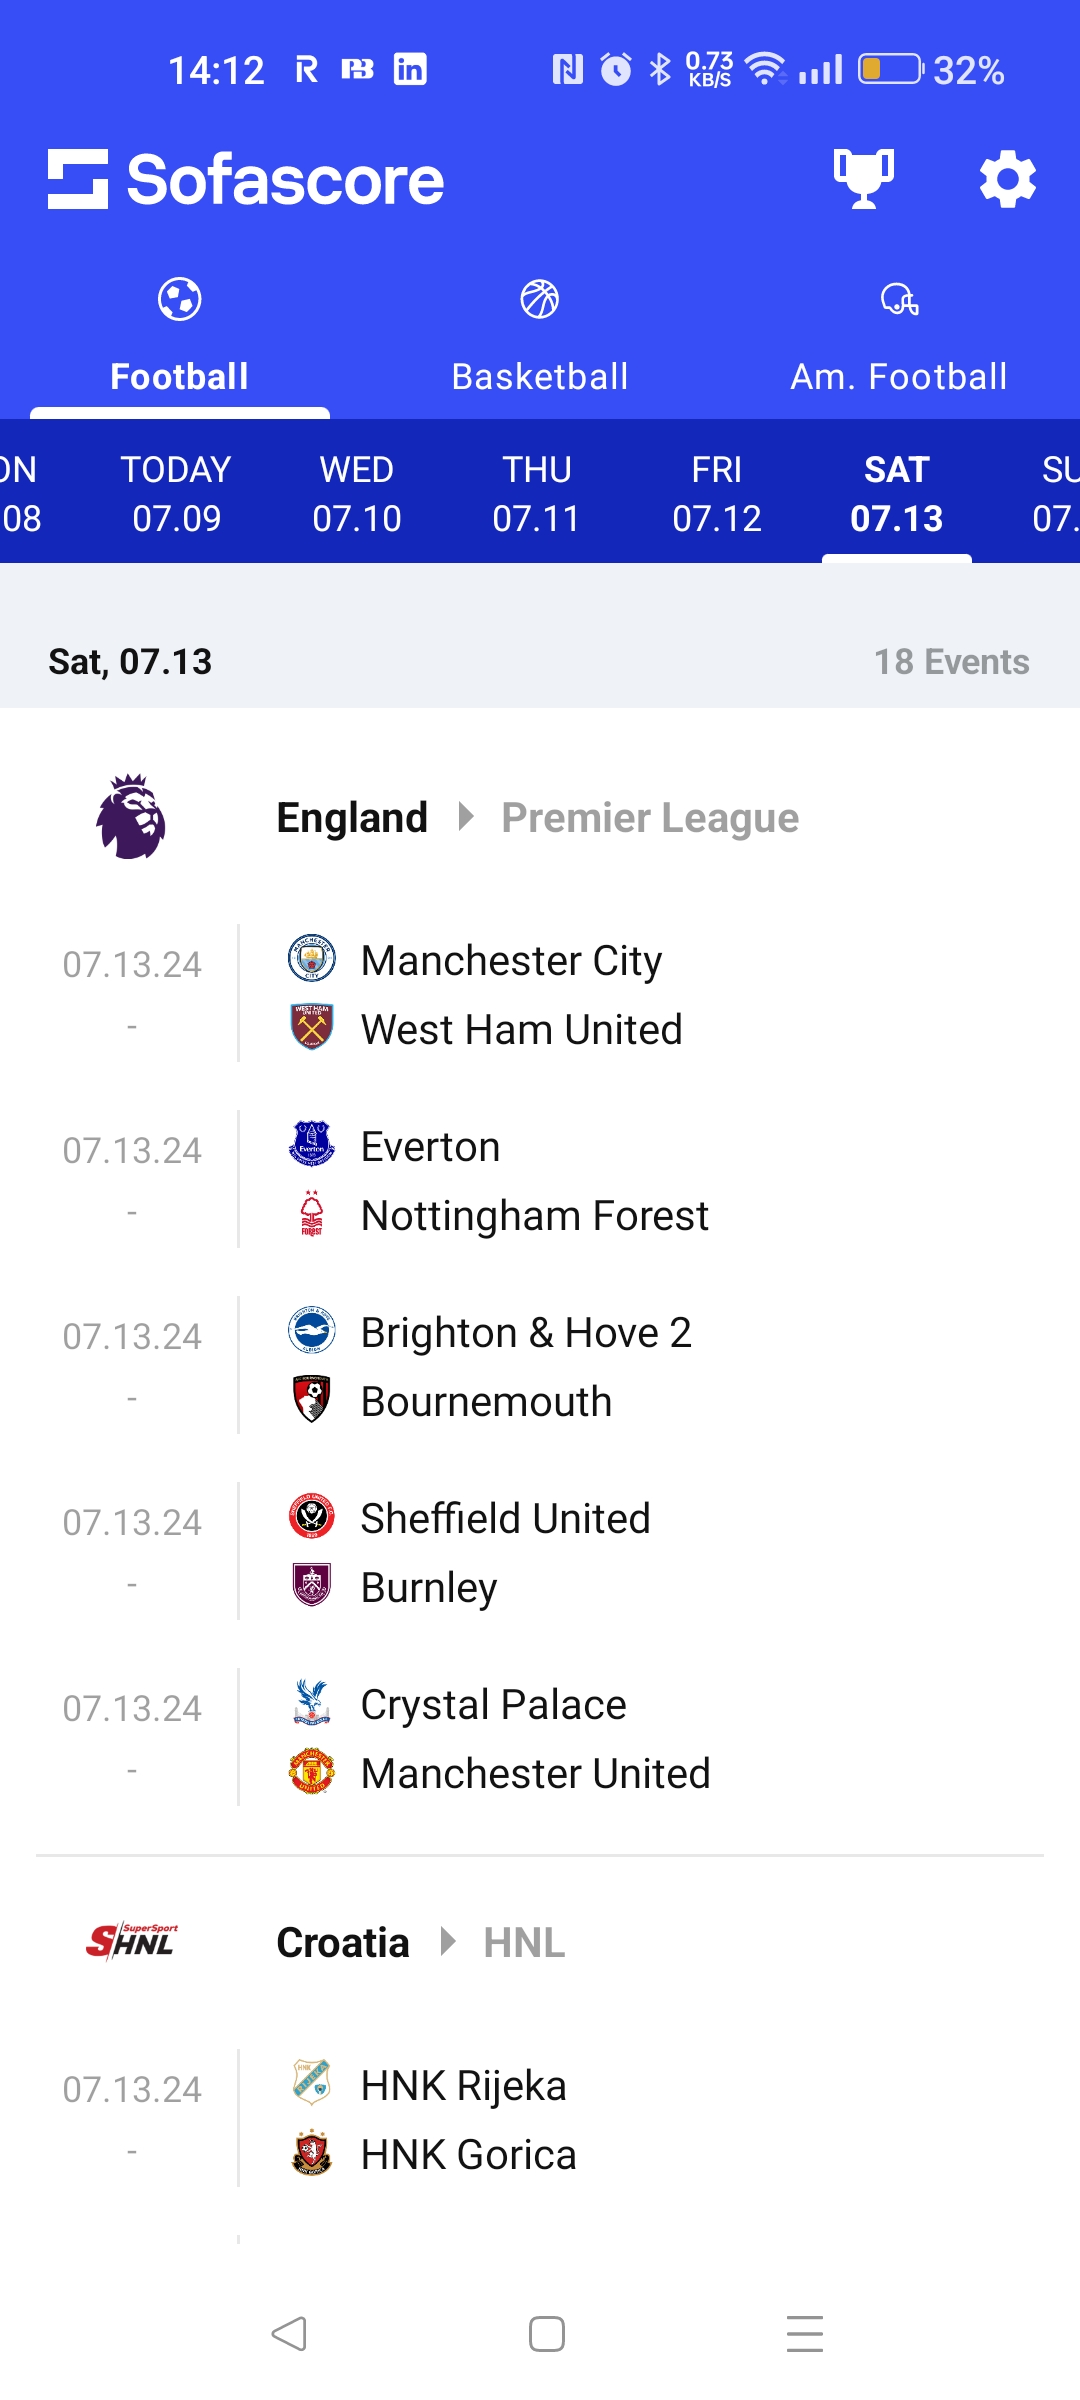 14:12 0.73 KB/S 32%
Sofascore
Football Basketball Am. Football
ON TODAY WED THU FRI SAT SU
08 07.09 07.10 07.11 07.12 07.13 07.
Sat, 07.13 18 Events
England Premier League
07.13.24 Manchester City
- West Ham United
07.13.24 Everton
- Nottingham Forest
07.13.24 Brighton & Hove 2
- Bournemouth
07.13.24 Sheffield United
- Burnley
07.13.24 Crystal Palace
- Manchester United
SuperSport
SHNL Croatia HNL
07.13.24 HNK Rijeka
- HNK Gorica